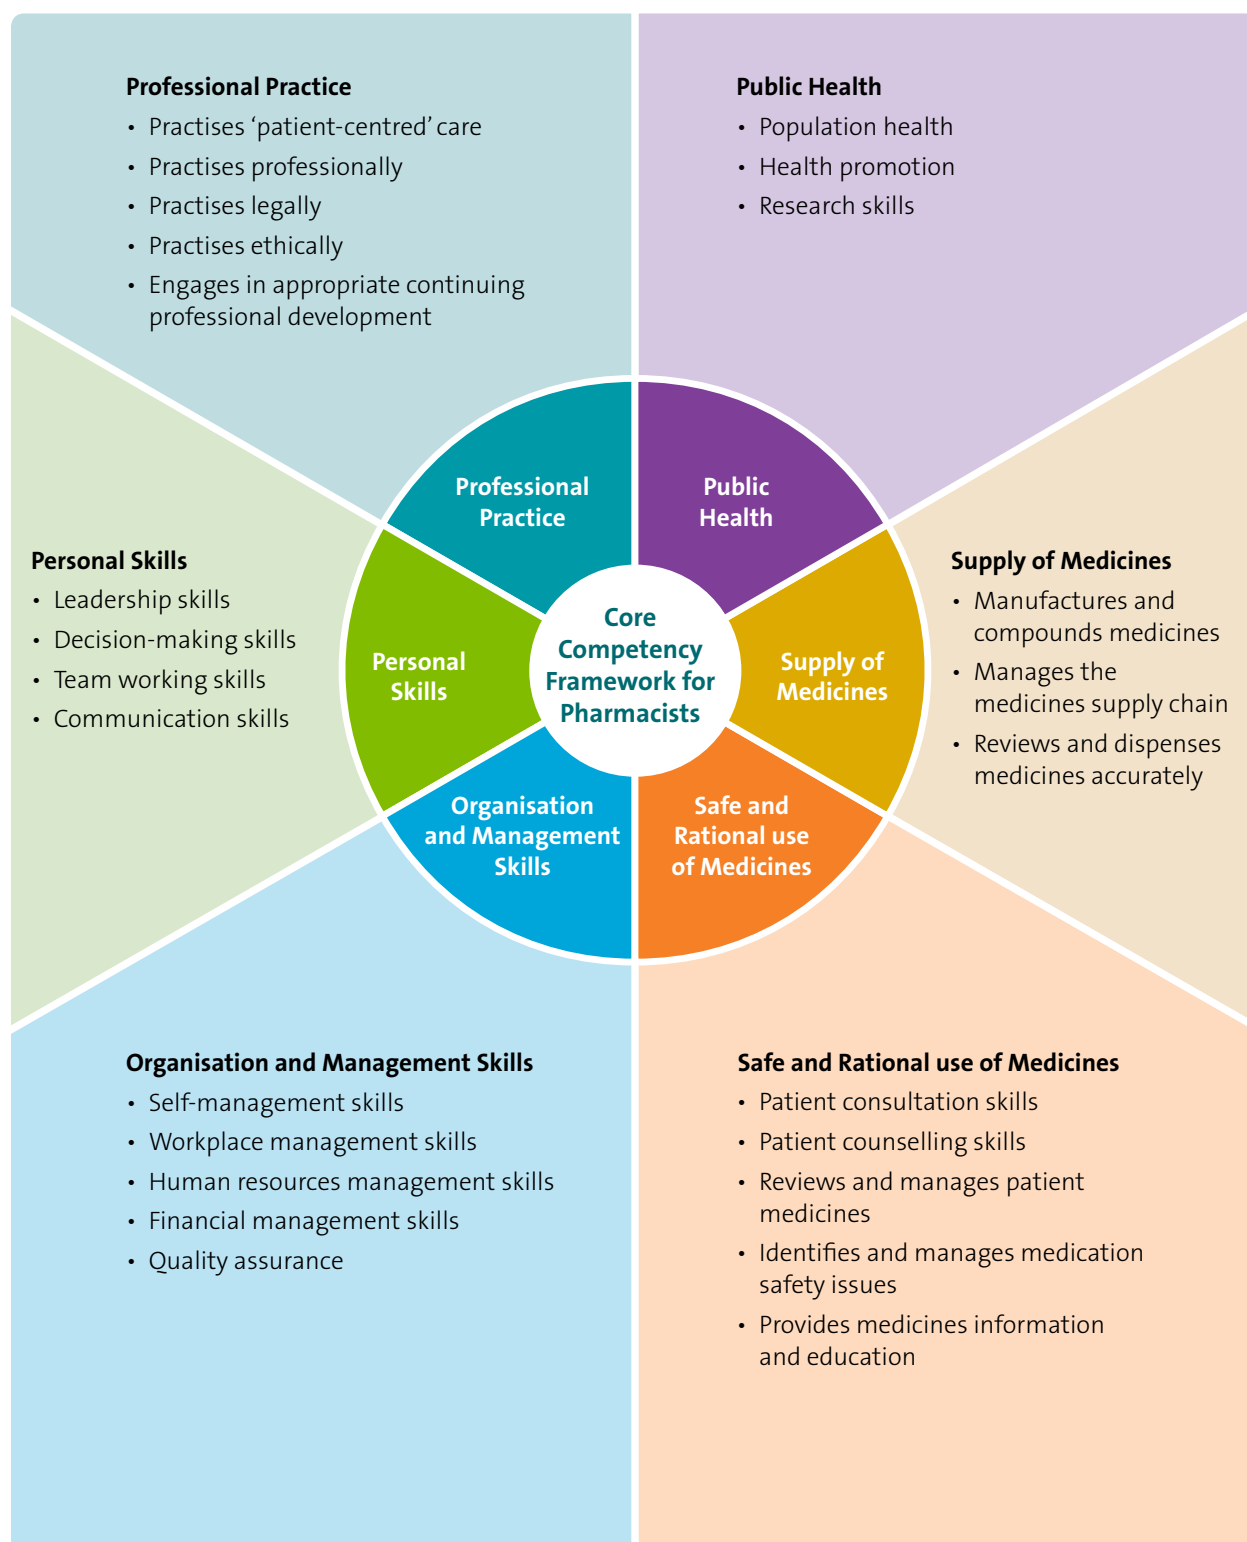 Professional Practice
• Practises ‘patient-centred’ care
• Practises professionally
• Practises legally
• Practises ethically
• Engages in appropriate continuing
professional development
Public Health
• Population health
• Health promotion
• Research skills
Professional
Practice
Public
Health
Personal Skills
• Leadership skills
• Decision-making skills
• Team working skills
• Communication skills
Personal
Skills
Core
Competency
Framework for
Pharmacists
Supply of
Medicines
Supply of Medicines
• Manufactures and
compounds medicines
• Manages the
medicines supply chain
• Reviews and dispenses
medicines accurately
Organisation
and Management
Skills
Safe and
Rational use
of Medicines
Organisation and Management Skills
• Self-management skills
• Workplace management skills
• Human resources management skills
• Financial management skills
• Quality assurance
Safe and Rational use of Medicines
• Patient consultation skills
• Patient counselling skills
• Reviews and manages patient
medicines
• Identifies and manages medication
safety issues
• Provides medicines information
and education